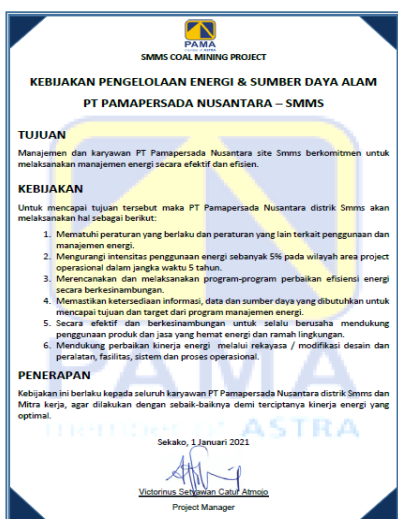 PAMA
SMMS COAL MINING PROJECT
KEBIJAKAN PENGELOLAAN ENERGI & SUMBER DAYA ALAM
PT PAMAPERSADA NUSANTARA – SMMS
TUJUAN
Manajemen dan karyawan PT Pamapersada Nusantara site Smms berkomitmen untuk
melaksanakan manajemen energi secara efektif dan efisien.
KEBIJAKAN
Untuk mencapai tujuan tersebut maka PT Pamapersada Nusantara distrik Smms akan
melaksanakan hal sebagai berikut:
1. Mematuhi peraturan yang berlaku dan peraturan yang lain terkait penggunaan dan
manajemen energi.
2. Mengurangi intensitas penggunaan energi sebanyak 5% pada wilayah area project
operasional dalam jangka waktu 5 tahun.
3. Merencanakan dan melaksanakan program-program perbaikan efisiensi energi
secara berkesinambungan.
4. Memastikan ketersediaan informasi, data dan sumber daya yang dibutuhkan untuk
mencapai tujuan dan target dari program manajemen energi.
5. Secara efektif dan berkesinambungan untuk selalu berusaha mendukung
penggunaan produk dan jasa yang hemat energi dan ramah lingkungan.
6. Mendukung perbaikan kinerja energi melalui rekayasa / modifikasi desain dan
peralatan, fasilitas, sistem dan proses operasional.
PAMA
PENERAPAN
Kebijakan ini berlaku kepada seluruh karyawan PT Pamapersada Nusantara distrik Smms dan
Mitra kerja, agar dilakukan dengan sebaik-baiknya demi terciptanya kinerja energi yang
optimal.
member of ASTRA
Sekako, 1 Januari 2021
Victorinus Setyawan Catur Atmojo
Project Manager